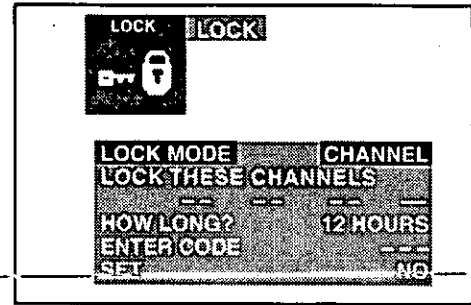 LOCK LOCK
LOCK MODE CHANNEL
LOCK THESE CHANNELS
-- -- -- --
HOW LONG? 12 HOURS
ENTER CODE ---
SET NO